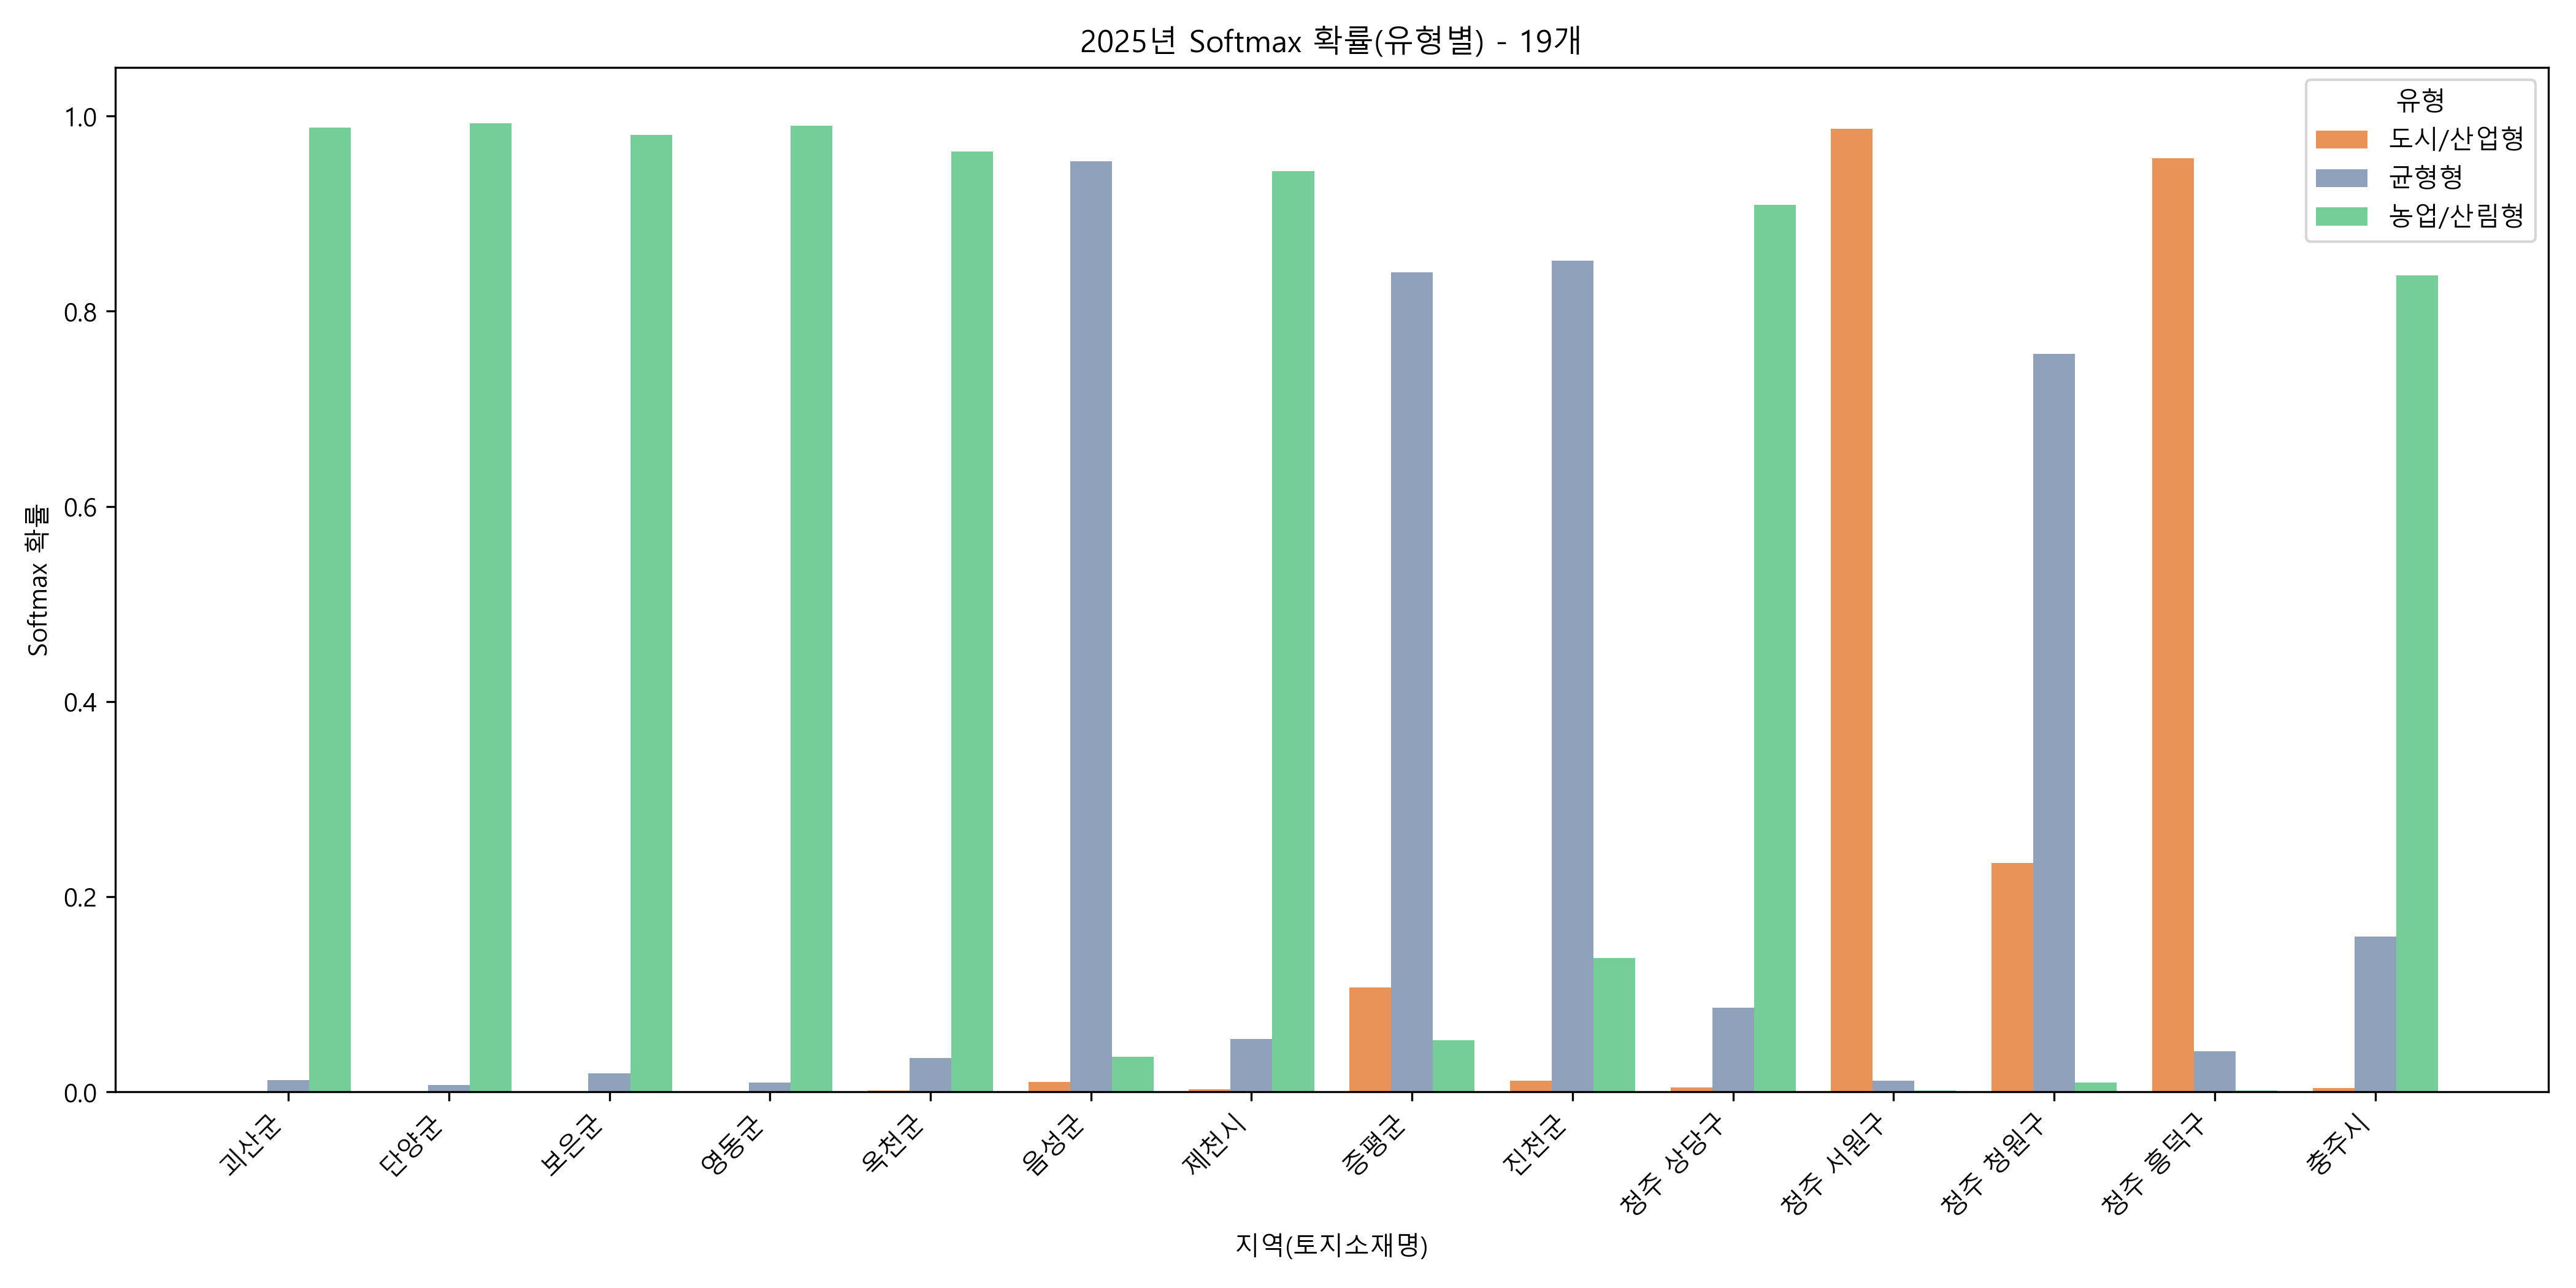 2025년 Softmax 확률(유형별) - 19개
유형
도시/산업형
균형형
농업/산림형
Softmax 확률
1.0
0.8
0.6
0.4
0.2
0.0
괴산군
단양군
보은군
영동군
옥천군
음성군
제천시
증평군
진천군
청주 상당구
청주 서원구
청주 청원구
청주 흥덕구
충주시
지역(토지소재명)